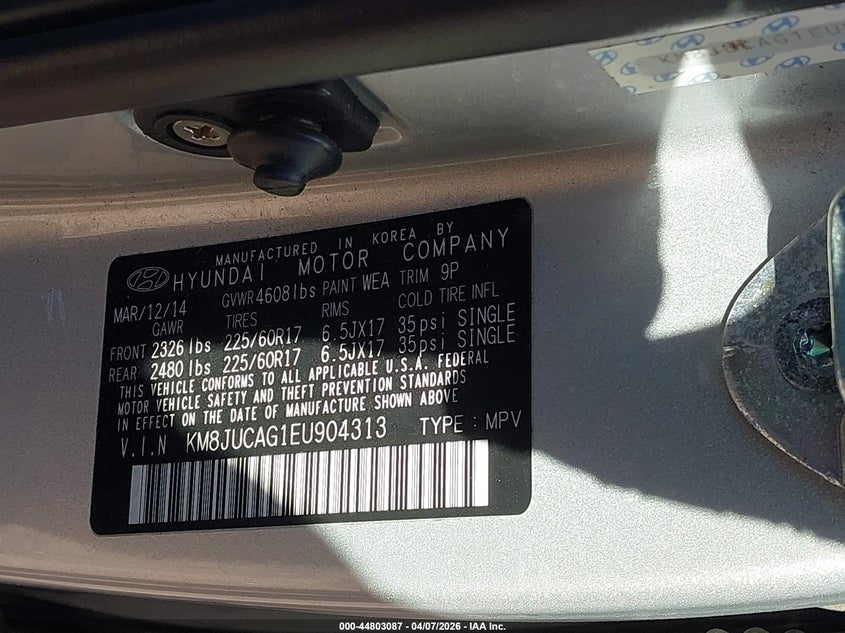 MANUFACTURED IN KOREA BY
HYUNDAI MOTOR COMPANY
MAR/12/14 GVWR 4608lbs PAINT WEA TRIM 9P
GAWR TIRES RIMS COLD TIRE INFL
FRONT 2326 lbs 225/60R17 6.5JX17 35psi SINGLE
REAR 2480 lbs 225/60R17 6.5JX17 35psi SINGLE
THIS VEHICLE CONFORMS TO ALL APPLICABLE U.S.A. FEDERAL
MOTOR VEHICLE SAFETY AND THEFT PREVENTION STANDARDS
IN EFFECT ON THE DATE OF MANUFACTURE SHOWN ABOVE
V.I.N KM8JUCAG1EU904313 TYPE : MPV
000-44803087 - 04/07/2026 - IAA Inc.